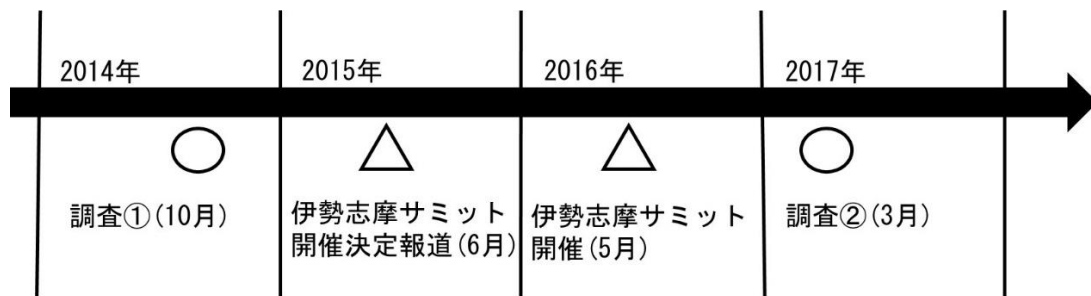 2014年
2015年
2016年
2017年
調査①(10月)
伊勢志摩サミット
開催決定報道(6月)
伊勢志摩サミット
開催(5月)
調査②(3月)